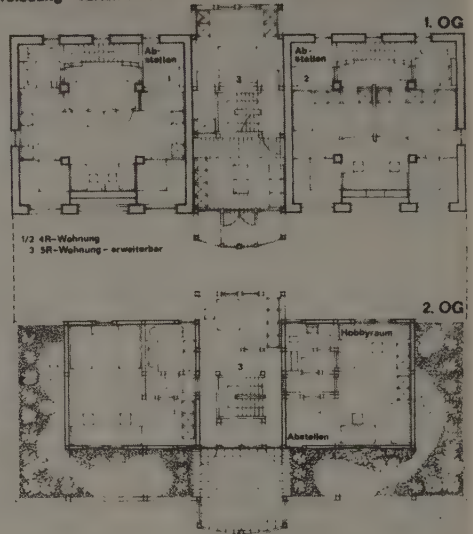 1. OG
Ab-
stellen
1
3
Ab-
stellen
2
1/2 4R-Wohnung
3 5R-Wohnung - erweiterbar
2. OG
Hobbyraum
3
Abstellen